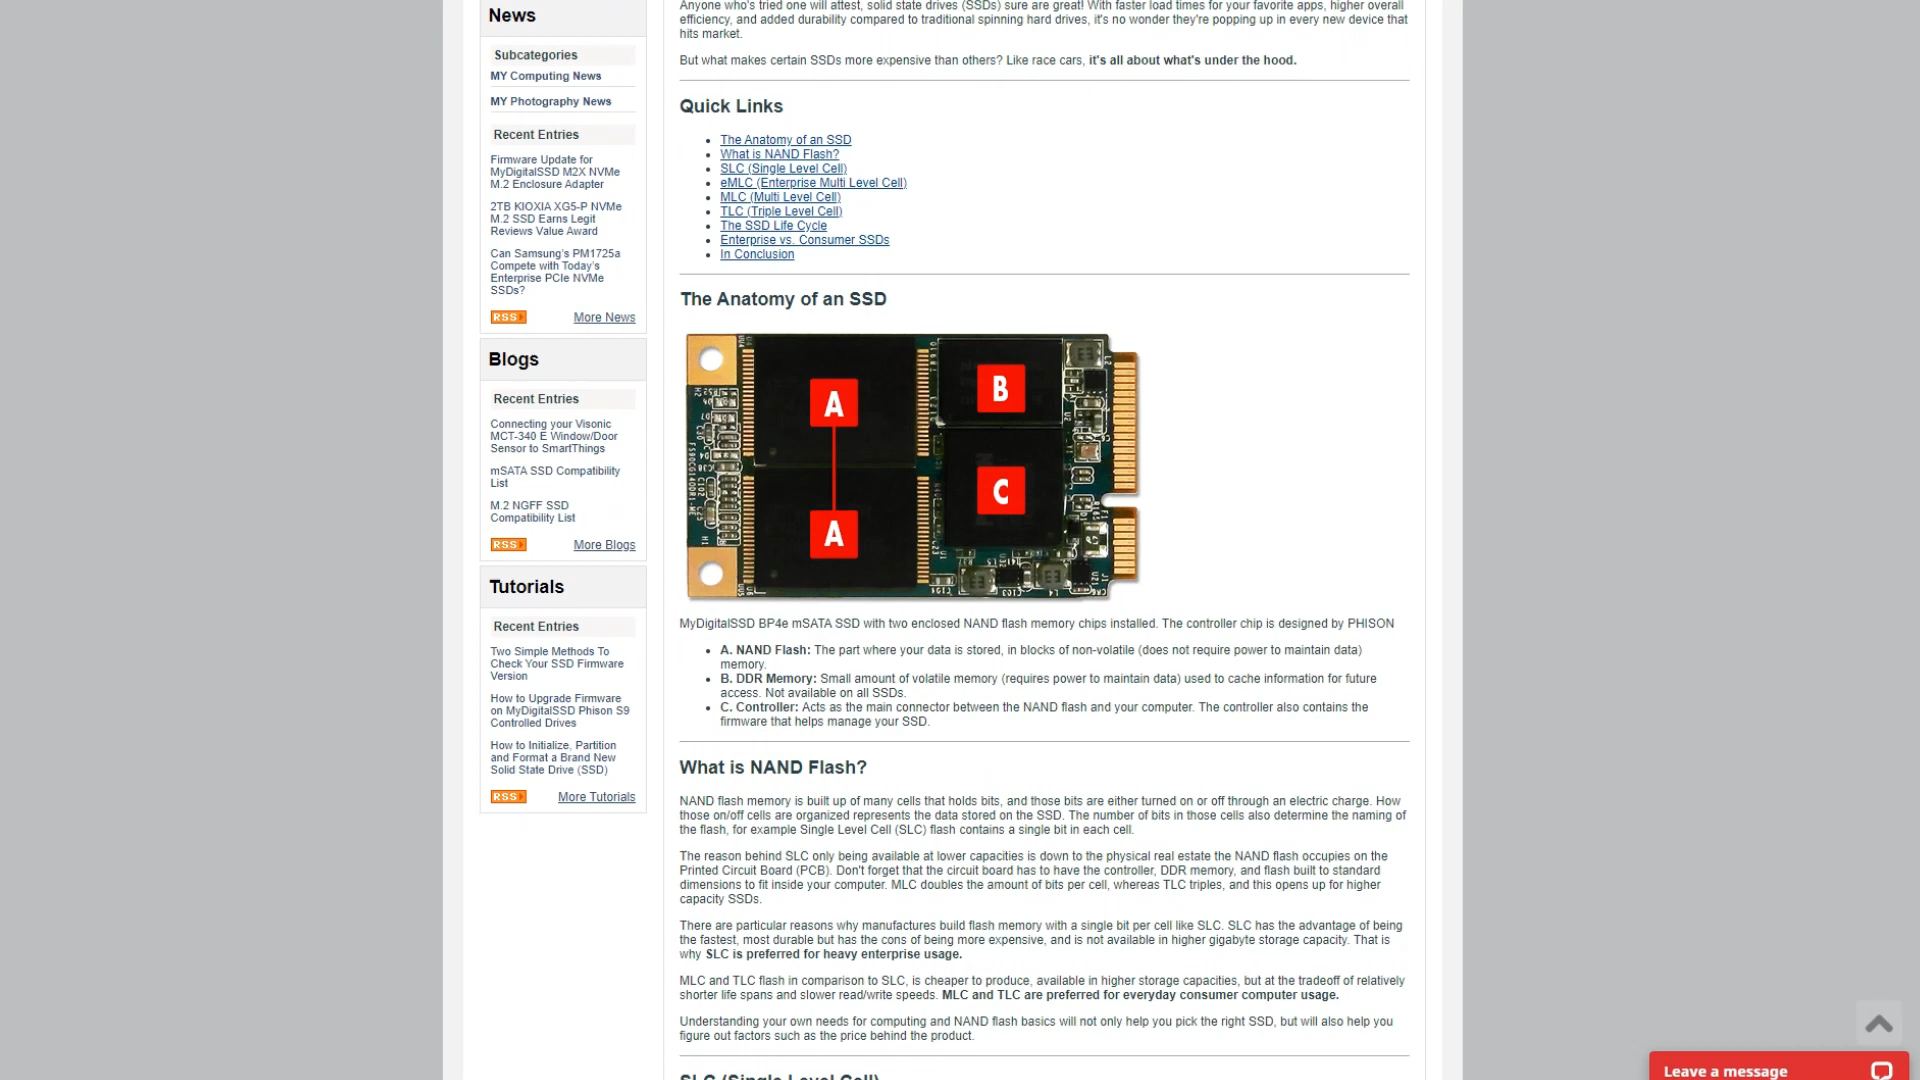 News
Subcategories
MY Computing News
MY Photography News
Recent Entries
Firmware Update for
MyDigitalSSD M2X NVMe
M.2 Enclosure Adapter
2TB KIOXIA XG5-P NVMe
M.2 SSD Earns Legit
Reviews Value Award
Can Samsung's PM1725a
Compete with Today's
Enterprise PCIe NVMe
SSDs?
RSS
More News
Blogs
Recent Entries
Connecting your Visonic
MCT-340 E Window/Door
Sensor to SmartThings
mSATA SSD Compatibility
List
M.2 NGFF SSD
Compatibility List
RSS
More Blogs
Tutorials
Recent Entries
Two Simple Methods To
Check Your SSD Firmware
Version
How to Upgrade Firmware
on MyDigitalSSD Phison S9
Controlled Drives
How to Initialize, Partition
and Format a Brand New
Solid State Drive (SSD)
RSS
More Tutorials
Anyone who's tried one will attest, solid state drives (SSDs) sure are great! With faster load times for your favorite apps, higher overall
efficiency, and added durability compared to traditional spinning hard drives, it's no wonder they're popping up in every new device that
hits market.
But what makes certain SSDs more expensive than others? Like race cars, it's all about what's under the hood.
Quick Links
The Anatomy of an SSD
What is NAND Flash?
SLC (Single Level Cell)
eMLC (Enterprise Multi Level Cell)
MLC (Multi Level Cell)
TLC (Triple Level Cell)
The SSD Life Cycle
Enterprise vs. Consumer SSDs
In Conclusion
The Anatomy of an SSD
A
B
C
A
MyDigitalSSD BP4e mSATA SSD with two enclosed NAND flash memory chips installed. The controller chip is designed by PHISON
A. NAND Flash: The part where your data is stored, in blocks of non-volatile (does not require power to maintain data)
memory.
B. DDR Memory: Small amount of volatile memory (requires power to maintain data) used to cache information for future
access. Not available on all SSDs.
C. Controller: Acts as the main connector between the NAND flash and your computer. The controller also contains the
firmware that helps manage your SSD.
What is NAND Flash?
NAND flash memory is built up of many cells that holds bits, and those bits are either turned on or off through an electric charge. How
those on/off cells are organized represents the data stored on the SSD. The number of bits in those cells also determine the naming of
the flash, for example Single Level Cell (SLC) flash contains a single bit in each cell.
The reason behind SLC only being available at lower capacities is down to the physical real estate the NAND flash occupies on the
Printed Circuit Board (PCB). Don't forget that the circuit board has to have the controller, DDR memory, and flash built to standard
dimensions to fit inside your computer. MLC doubles the amount of bits per cell, whereas TLC triples, and this opens up for higher
capacity SSDs.
There are particular reasons why manufactures build flash memory with a single bit per cell like SLC. SLC has the advantage of being
the fastest, most durable but has the cons of being more expensive, and is not available in higher gigabyte storage capacity. That is
why SLC is preferred for heavy enterprise usage.
MLC and TLC flash in comparison to SLC, is cheaper to produce, available in higher storage capacities, but at the tradeoff of relatively
shorter life spans and slower read/write speeds. MLC and TLC are preferred for everyday consumer computer usage.
Understanding your own needs for computing and NAND flash basics will not only help you pick the right SSD, but will also help you
figure out factors such as the price behind the product.
SLC (Single Level Cell)
Leave a message